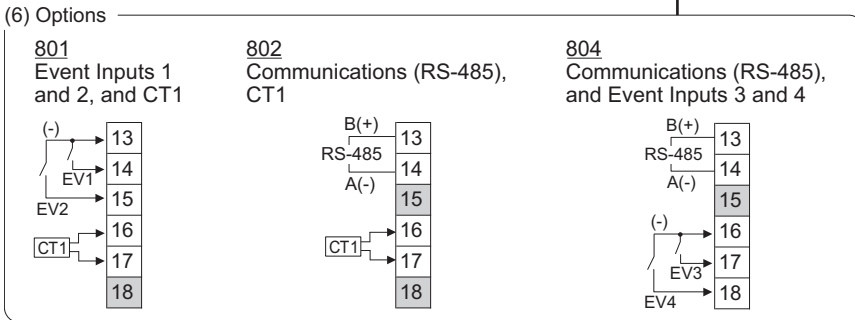 (6) Options
801
Event Inputs 1
and 2, and CT1
(-)
13
14
EV1
15
EV2
16
CT1
17
18
802
Communications (RS-485),
CT1
B(+)
13
RS-485
14
A(-)
15
16
CT1
17
18
804
Communications (RS-485),
and Event Inputs 3 and 4
B(+)
13
RS-485
14
A(-)
15
(-)
16
17
EV3
18
EV4